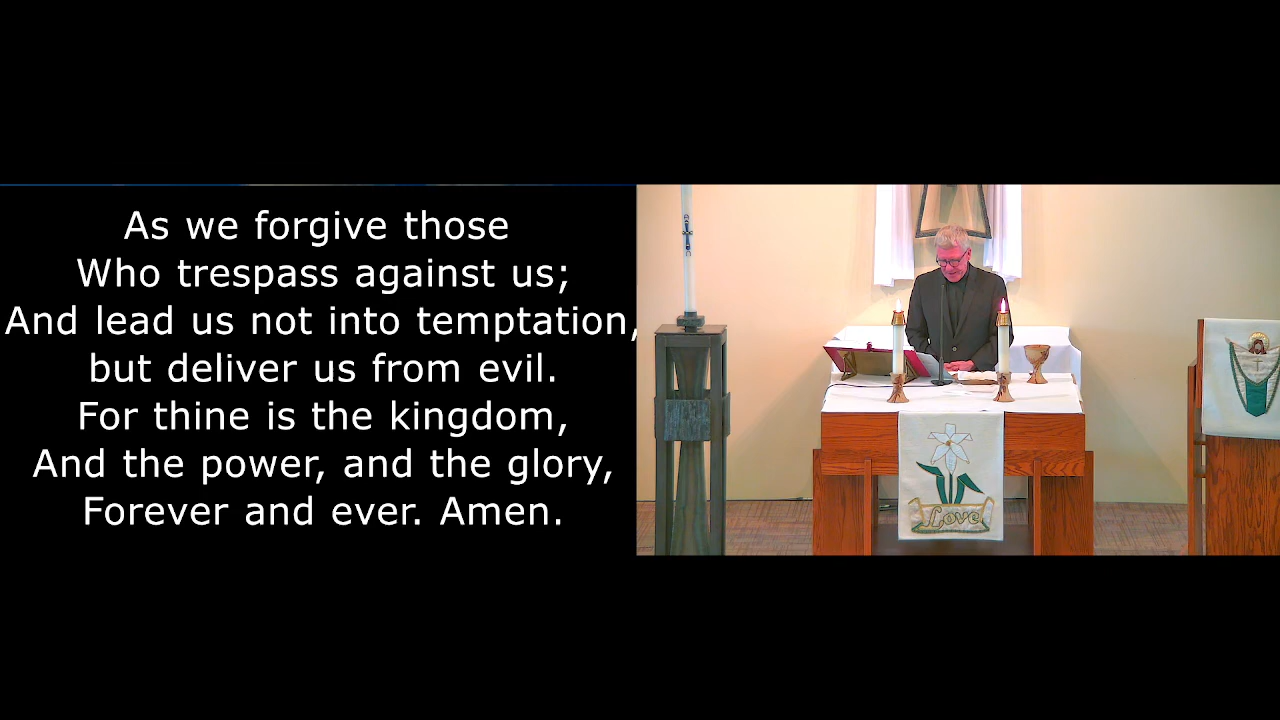 As we forgive those
Who trespass against us;
And lead us not into temptation,
but deliver us from evil.
For thine is the kingdom,
And the power, and the glory,
Forever and ever. Amen.
Love